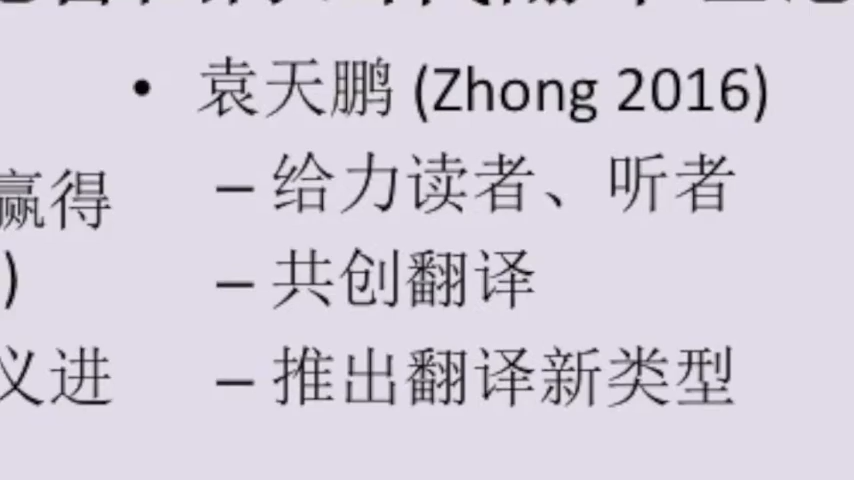 • 袁天鹏 (Zhong 2016)
– 给力读者、听者
赢得
– 共创翻译
)
义进
– 推出翻译新类型